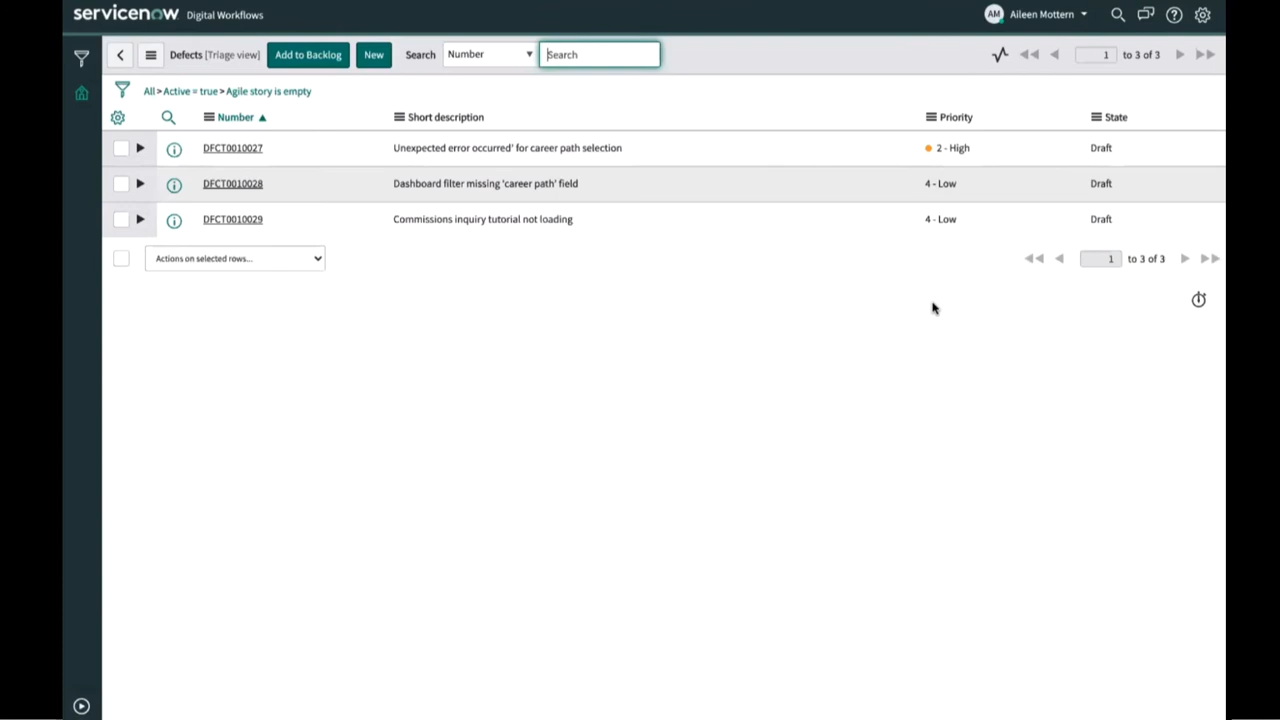 servicenow Digital Workflows AM Aileen Mottern
Defects [Triage view] Add to Backlog New Search Number Search 1 to 3 of 3
All > Active = true > Agile story is empty
Number Short description Priority State
DFCT0010027 Unexpected error occurred' for career path selection 2 - High Draft
DFCT0010028 Dashboard filter missing 'career path' field 4 - Low Draft
DFCT0010029 Commissions inquiry tutorial not loading 4 - Low Draft
Actions on selected rows... 1 to 3 of 3